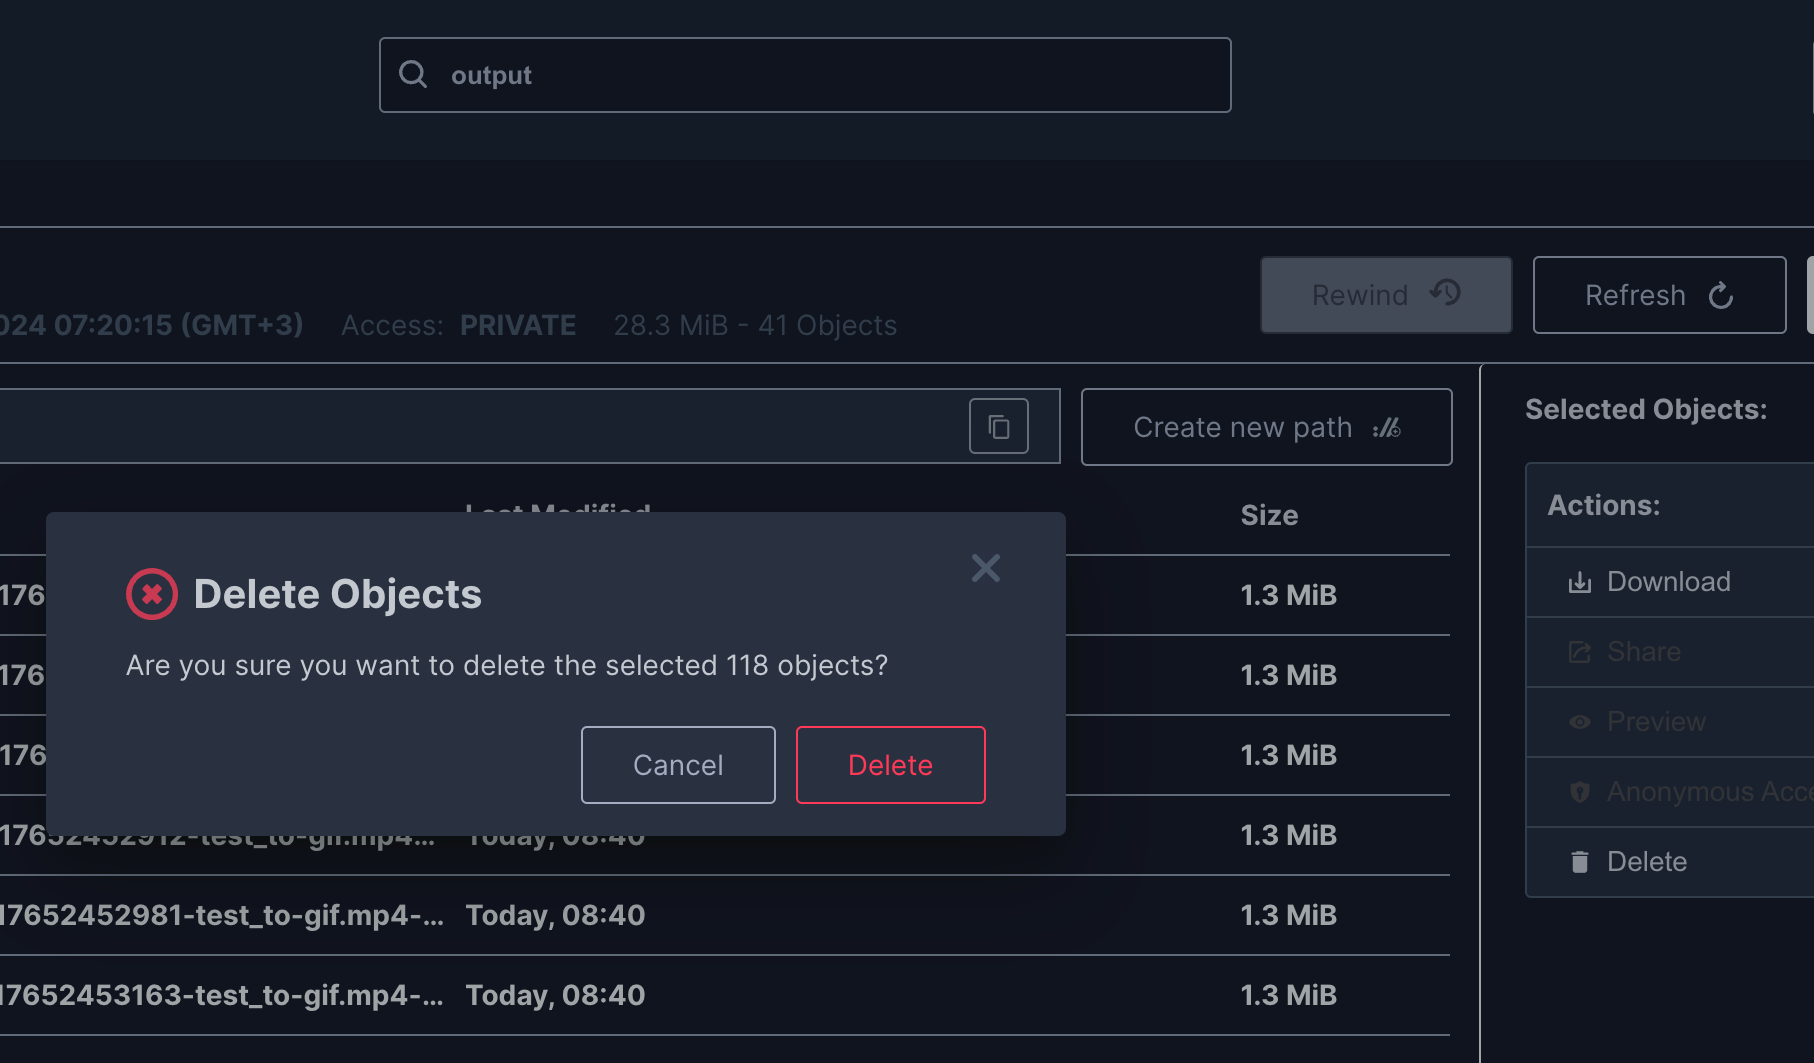 output
024 07:20:15 (GMT+3) Access: PRIVATE 28.3 MiB - 41 Objects
Rewind
Refresh
Create new path
Selected Objects:
Last Modified
Size
Actions:
Download
Share
Preview
Anonymous Acce
Delete
176 1.3 MiB
176 1.3 MiB
176 1.3 MiB
17652452912-test_to-gif.mp4-... Today, 08:40 1.3 MiB
17652452981-test_to-gif.mp4-... Today, 08:40 1.3 MiB
17652453163-test_to-gif.mp4-... Today, 08:40 1.3 MiB
Delete Objects
Are you sure you want to delete the selected 118 objects?
Cancel
Delete